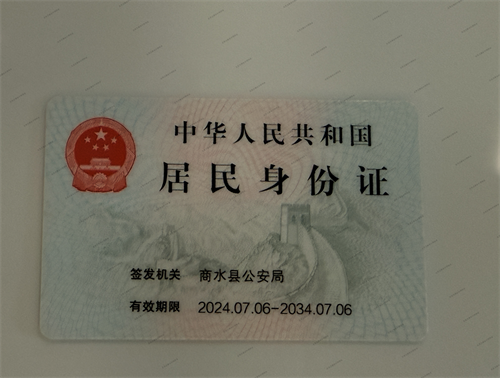 中华人民共和国
居民身份证
签发机关 商水县公安局
有效期限 2024.07.06-2034.07.06